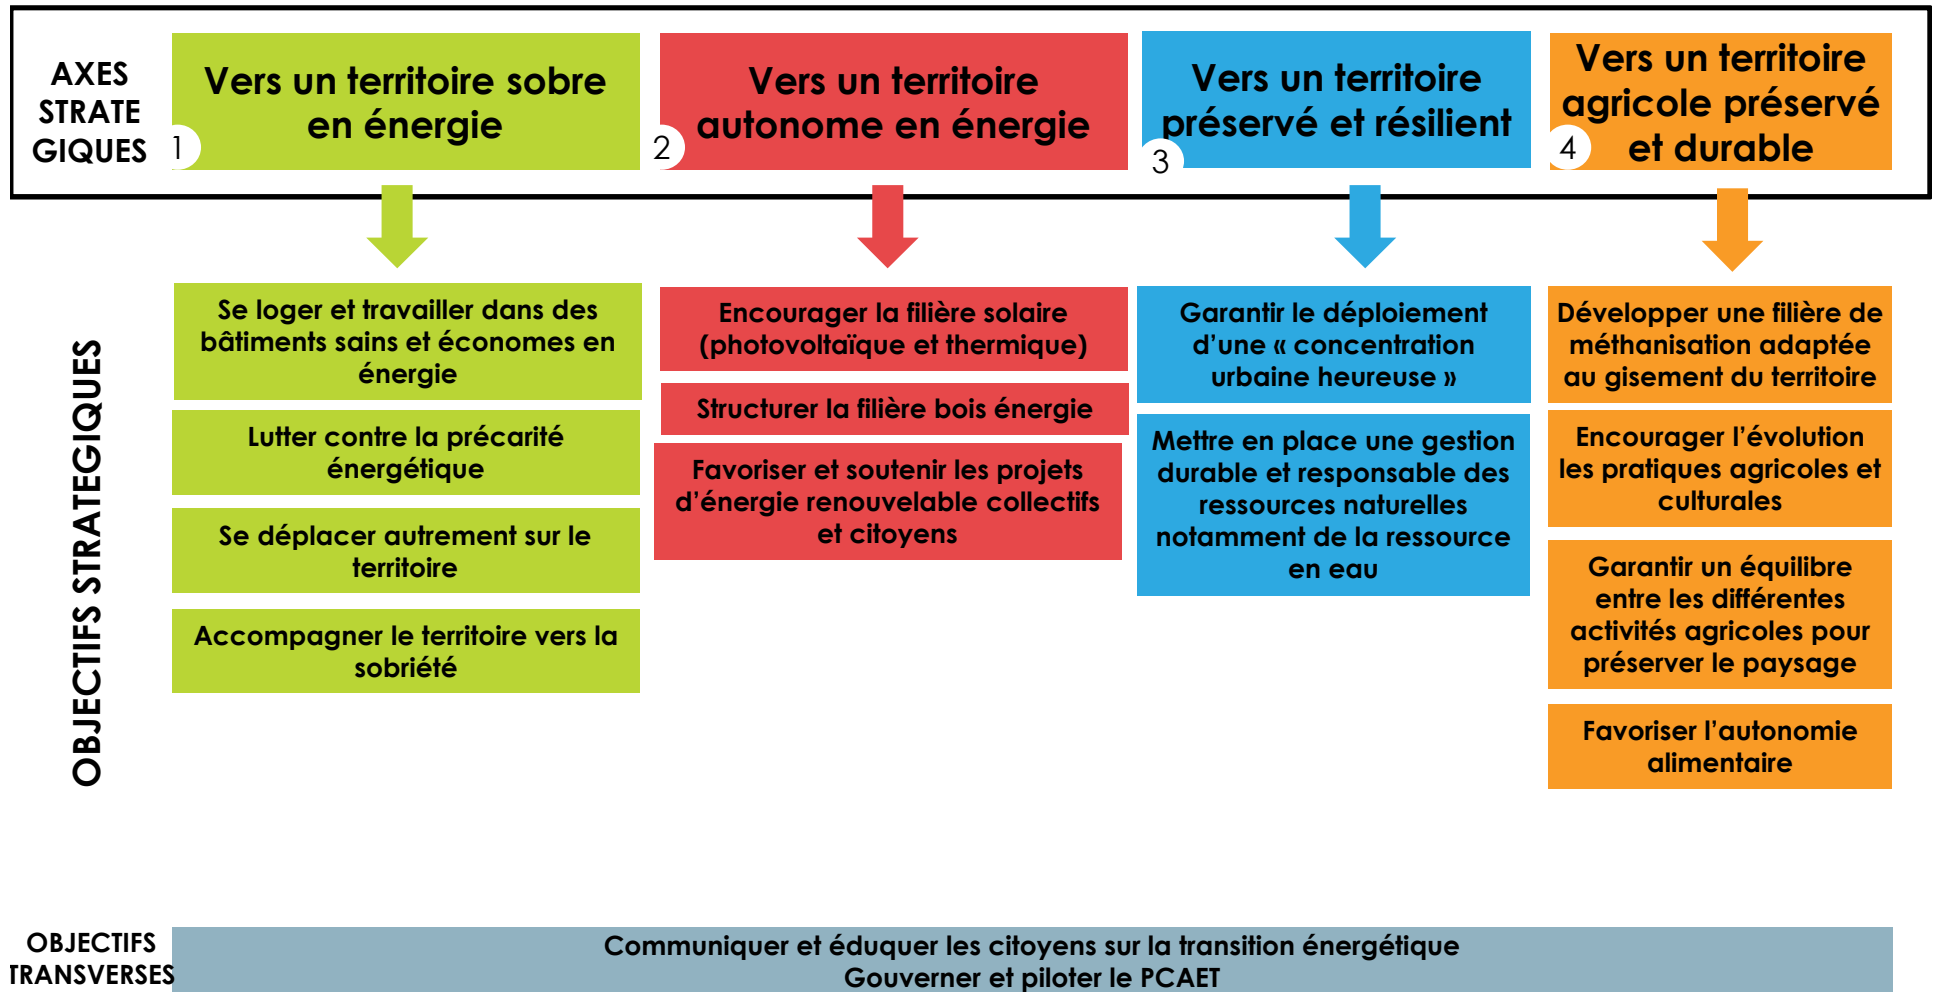 AXES
STRATE
GIQUES
Vers un territoire sobre
en énergie
1
Vers un territoire
autonome en énergie
2
Vers un territoire
préservé et résilient
3
Vers un territoire
agricole préservé
et durable
4
OBJECTIFS STRATEGIQUES
Se loger et travailler dans des
bâtiments sains et économes en
énergie
Lutter contre la précarité
énergétique
Se déplacer autrement sur le
territoire
Accompagner le territoire vers la
sobriété
Encourager la filière solaire
(photovoltaïque et thermique)
Structurer la filière bois énergie
Favoriser et soutenir les projets
d’énergie renouvelable collectifs
et citoyens
Garantir le déploiement
d’une « concentration
urbaine heureuse »
Mettre en place une gestion
durable et responsable des
ressources naturelles
notamment de la ressource
en eau
Développer une filière de
méthanisation adaptée
au gisement du territoire
Encourager l’évolution
les pratiques agricoles et
culturales
Garantir un équilibre
entre les différentes
activités agricoles pour
préserver le paysage
Favoriser l’autonomie
alimentaire
OBJECTIFS
TRANSVERSES
Communiquer et éduquer les citoyens sur la transition énergétique
Gouverner et piloter le PCAET